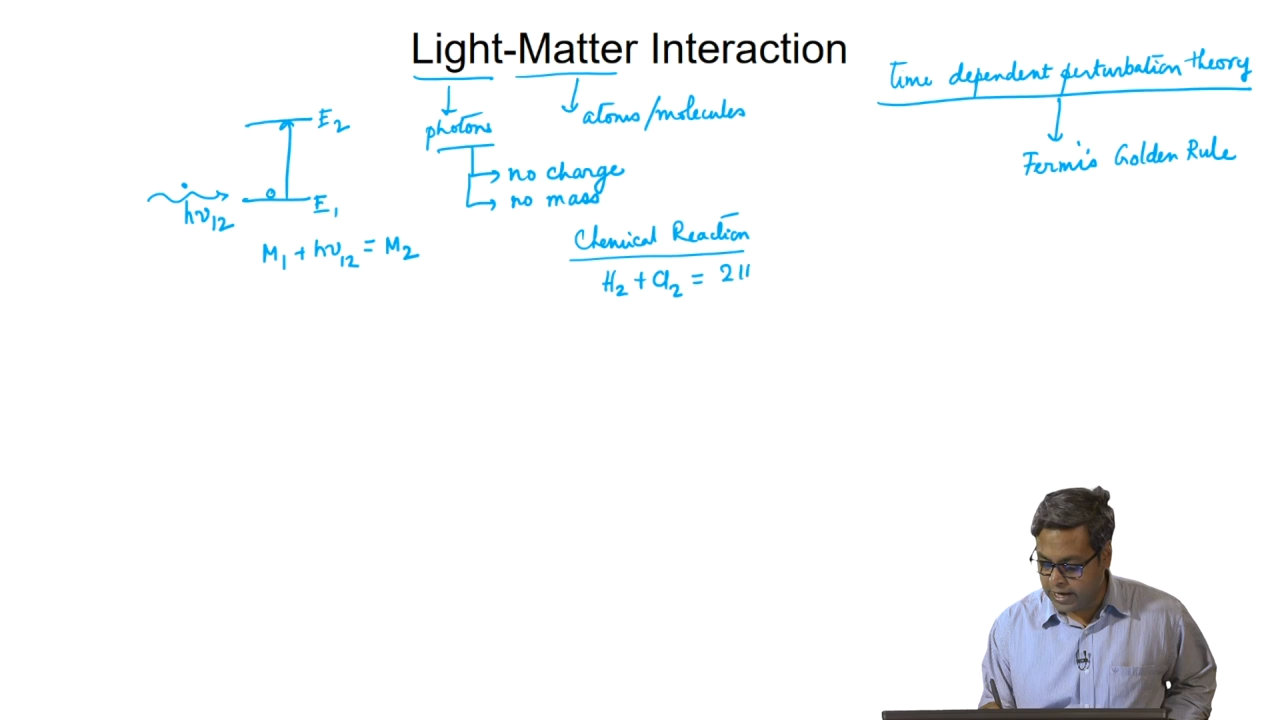 Light-Matter Interaction
Time dependent perturbation theory
Fermi's Golden Rule
photons
atoms/molecules
no charge
no mass
E₂
E₁
hν₁₂
M₁ + hν₁₂ = M₂
Chemical Reaction
H₂ + Cl₂ = 2